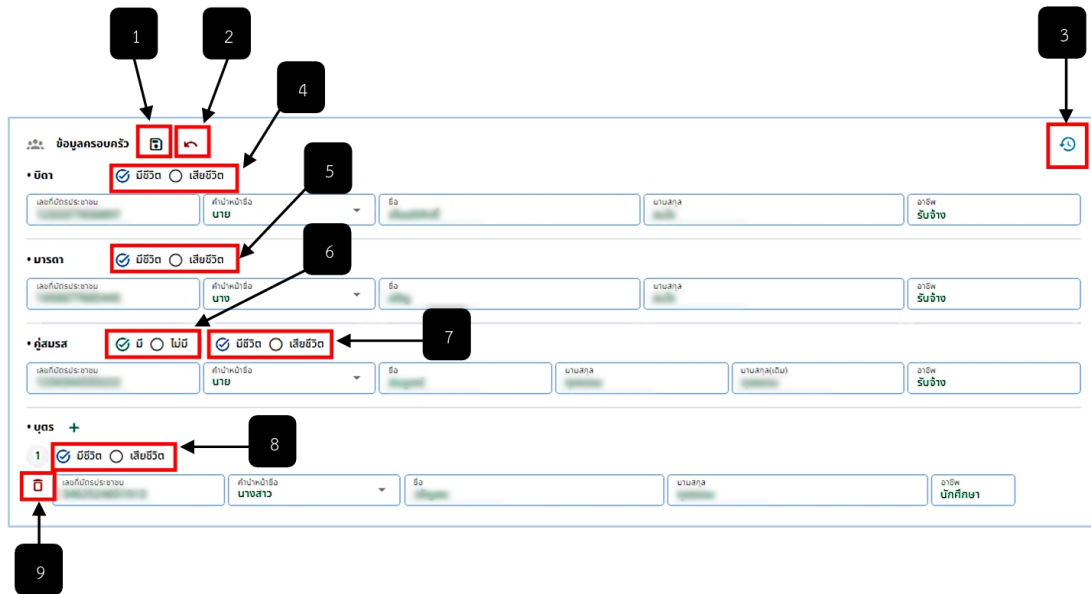 1
2
3
4
ข้อมูลครอบครัว
5
• บิดา มีชีวิต เสียชีวิต
เลขที่บัตรประชาชน คำนำหน้าชื่อ ชื่อ นามสกุล อาชีพ
นาย รับจ้าง
6
• มารดา มีชีวิต เสียชีวิต
เลขที่บัตรประชาชน คำนำหน้าชื่อ ชื่อ นามสกุล อาชีพ
นาง รับจ้าง
7
• คู่สมรส มี ไม่มี มีชีวิต เสียชีวิต
เลขที่บัตรประชาชน คำนำหน้าชื่อ ชื่อ นามสกุล นามสกุล(เดิม) อาชีพ
นาย รับจ้าง
• บุตร +
8
1 มีชีวิต เสียชีวิต
เลขที่บัตรประชาชน คำนำหน้าชื่อ ชื่อ นามสกุล อาชีพ
นางสาว นักศึกษา
9